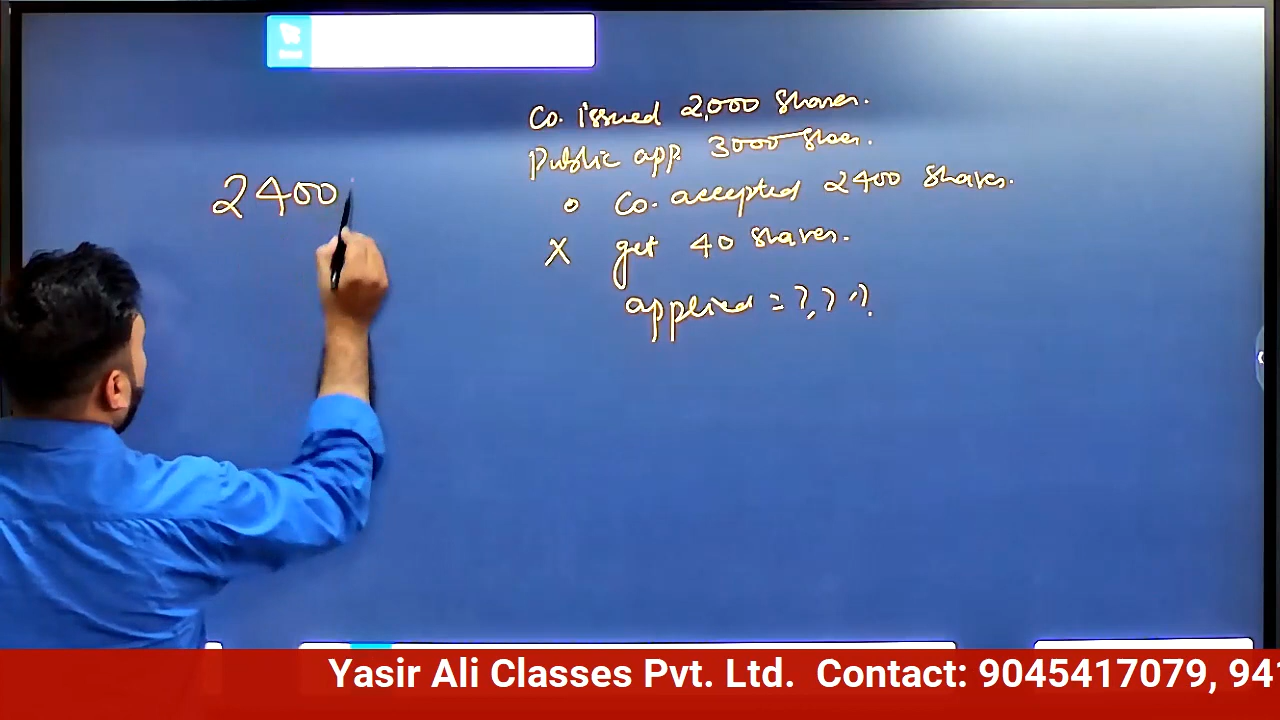 Co. issued 2,000 Shares.
Public app. 3000 Shares.
o Co. accepted 2400 Shares.
2400
X get 40 Shares.
applied = ? ? ?
Yasir Ali Classes Pvt. Ltd. Contact: 9045417079, 941